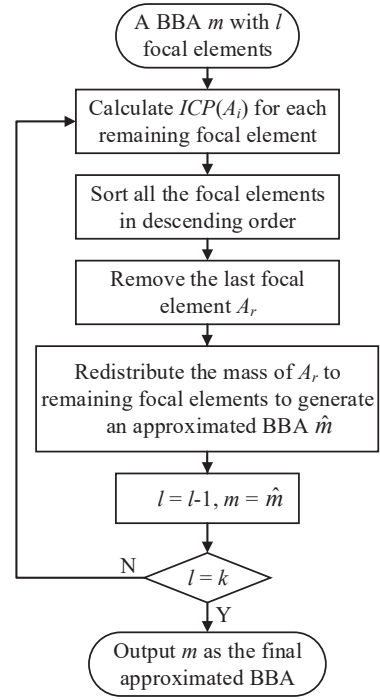 A BBA m with l
focal elements
Calculate ICP(Aᵢ) for each
remaining focal element
Sort all the focal elements
in descending order
Remove the last focal
element Aᵣ
Redistribute the mass of Aᵣ to
remaining focal elements to generate
an approximated BBA m̂
l = l-1, m = m̂
N
l = k
Y
Output m as the final
approximated BBA